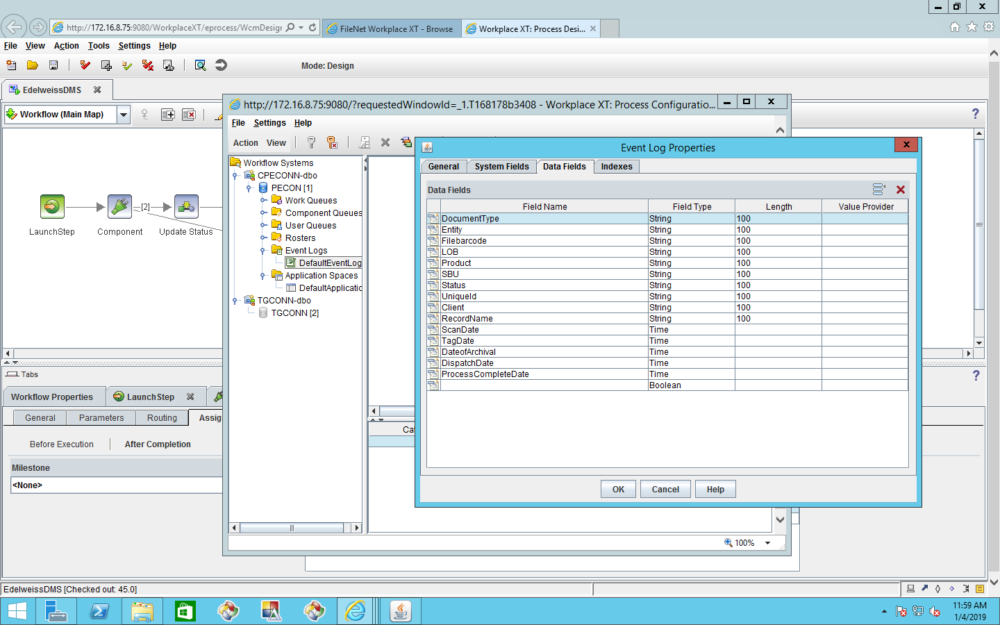 http://172.16.8.75:9080/WorkplaceXT/eprocess/WcmDesign
FileNet Workplace XT - Browse
Workplace XT: Process Desi...
File View Action Tools Settings Help
Mode: Design
EdelweissDMS
Workflow (Main Map)
?
LaunchStep
Component
[2]
Update Status
Tabs
?
Workflow Properties
LaunchStep
General Parameters Routing Assig
Before Execution After Completion
Milestone
<None>
http://172.16.8.75:9080/?requestedWindowId=_1.T168178b3408 - Workplace XT: Process Configuratio...
File Settings Help
Action View
Workflow Systems
CPECONN-dbo
PECON [1]
Work Queues
Component Queues
User Queues
Rosters
Event Logs
DefaultEventLog
Application Spaces
DefaultApplicatio
TGCONN-dbo
TGCONN [2]
Cat
100%
Event Log Properties
General System Fields Data Fields Indexes
Data Fields
Field Name Field Type Length Value Provider
DocumentType String 100
Entity String 100
Filebarcode String 100
LOB String 100
Product String 100
SBU String 100
Status String 100
UniqueId String 100
Client String 100
RecordName String 100
ScanDate Time
TagDate Time
DateofArchival Time
DispatchDate Time
ProcessCompleteDate Time
Boolean
OK Cancel Help
EdelweissDMS [Checked out: 45.0]
11:59 AM
1/4/2019